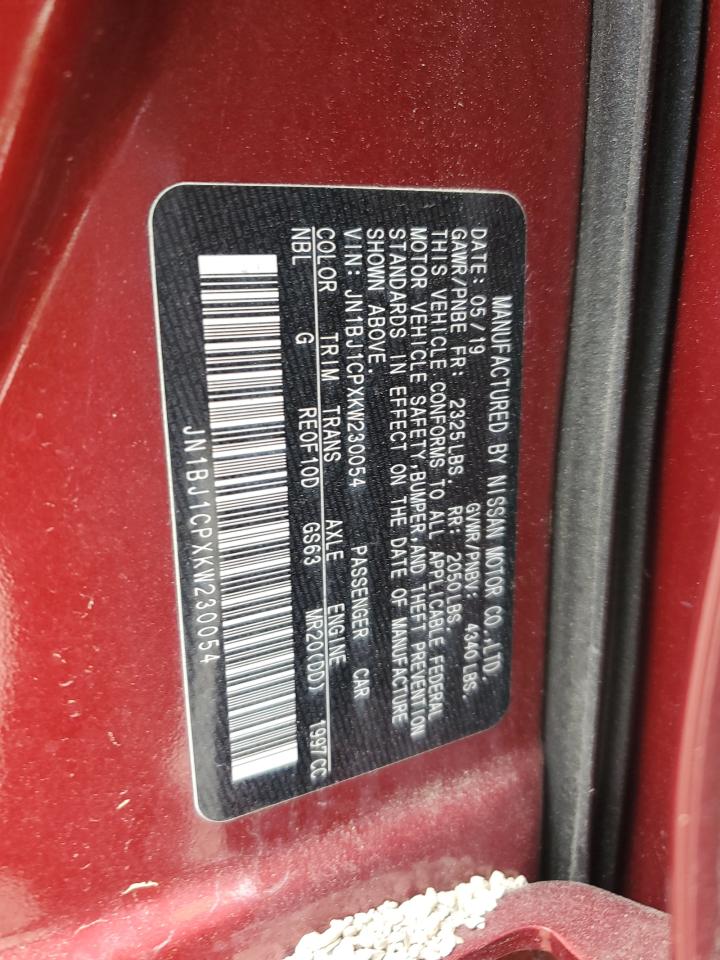 MANUFACTURED BY NISSAN MOTOR CO.,LTD.
DATE: 05/19 GVWR/PNBV: 4340LBS.
GAWR/PNBE FR: 2325LBS. RR: 2050LBS.
THIS VEHICLE CONFORMS TO ALL APPLICABLE FEDERAL
MOTOR VEHICLE SAFETY,BUMPER,AND THEFT PREVENTION
STANDARDS IN EFFECT ON THE DATE OF MANUFACTURE
SHOWN ABOVE.
VIN: JN1BJ1CPXKW230054 PASSENGER CAR
COLOR TRIM TRANS AXLE ENGINE
NBL G RE0F10D GS63 MR20(DD) 1997CC
JN1BJ1CPXKW230054